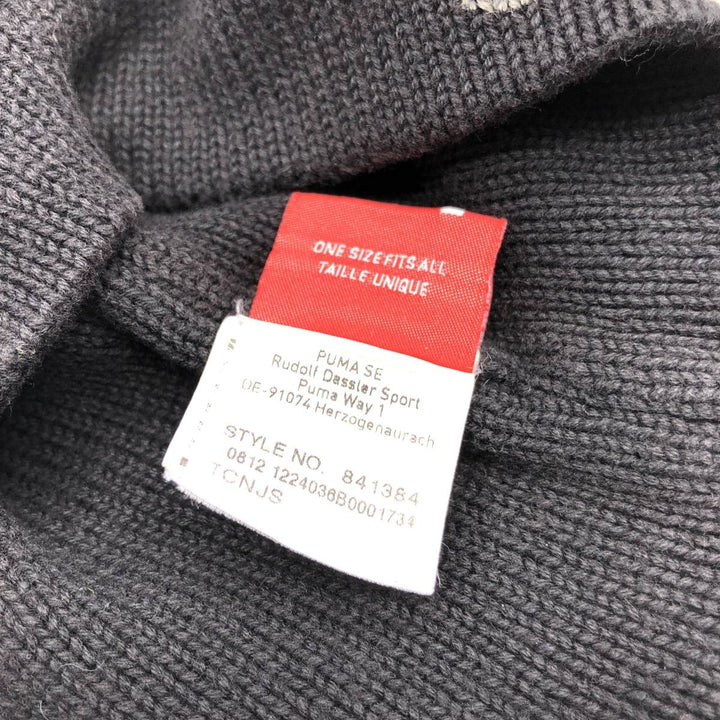 ONE SIZE FITS ALL
TAILLE UNIQUE
PUMA SE
Rudolf Dassler Sport
Puma Way 1
DE-91074 Herzogenaurach
STYLE NO. 841384
0812 1224036B0001734
TCNJS